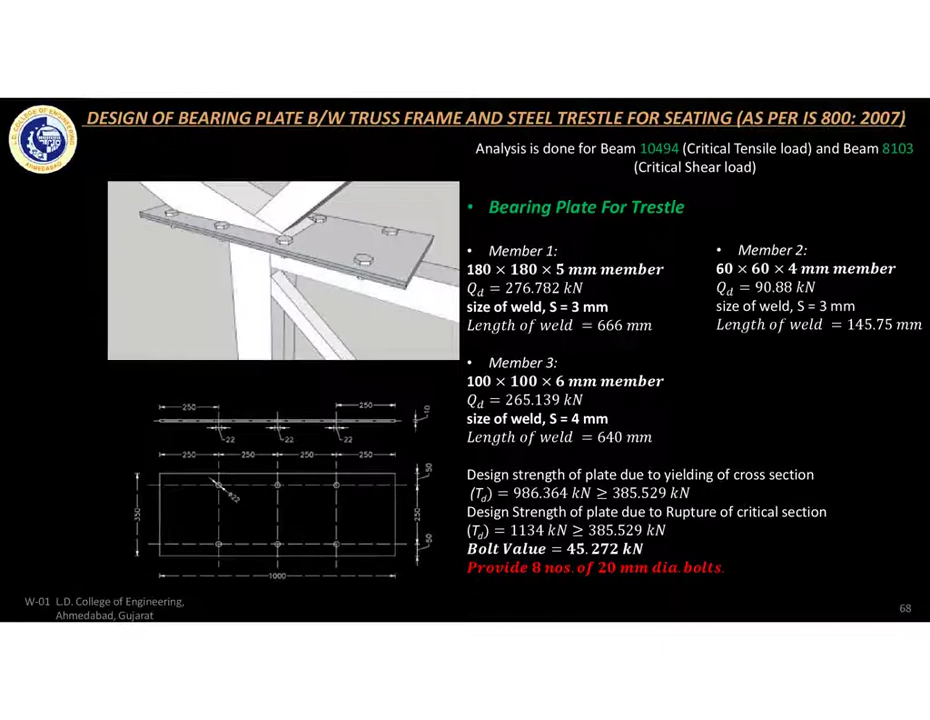 DESIGN OF BEARING PLATE B/W TRUSS FRAME AND STEEL TRESTLE FOR SEATING (AS PER IS 800: 2007)
L.D. COLLEGE OF ENGINEERING
AHMEDABAD
Analysis is done for Beam 10494 (Critical Tensile load) and Beam 8103
(Critical Shear load)
• Bearing Plate For Trestle
• Member 1:
180 × 180 × 5 mm member
Q_d = 276.782 kN
size of weld, S = 3 mm
Length of weld = 666 mm
• Member 2:
60 × 60 × 4 mm member
Q_d = 90.88 kN
size of weld, S = 3 mm
Length of weld = 145.75 mm
• Member 3:
100 × 100 × 6 mm member
Q_d = 265.139 kN
size of weld, S = 4 mm
Length of weld = 640 mm
Design strength of plate due to yielding of cross section
(T_d) = 986.364 kN ≥ 385.529 kN
Design Strength of plate due to Rupture of critical section
(T_d) = 1134 kN ≥ 385.529 kN
Bolt Value = 45.272 kN
Provide 8 nos. of 20 mm dia. bolts.
250 250
10
22 22 22
250 250 250 250
50
φ22
350
250
50
1000
W-01 L.D. College of Engineering,
Ahmedabad, Gujarat
68